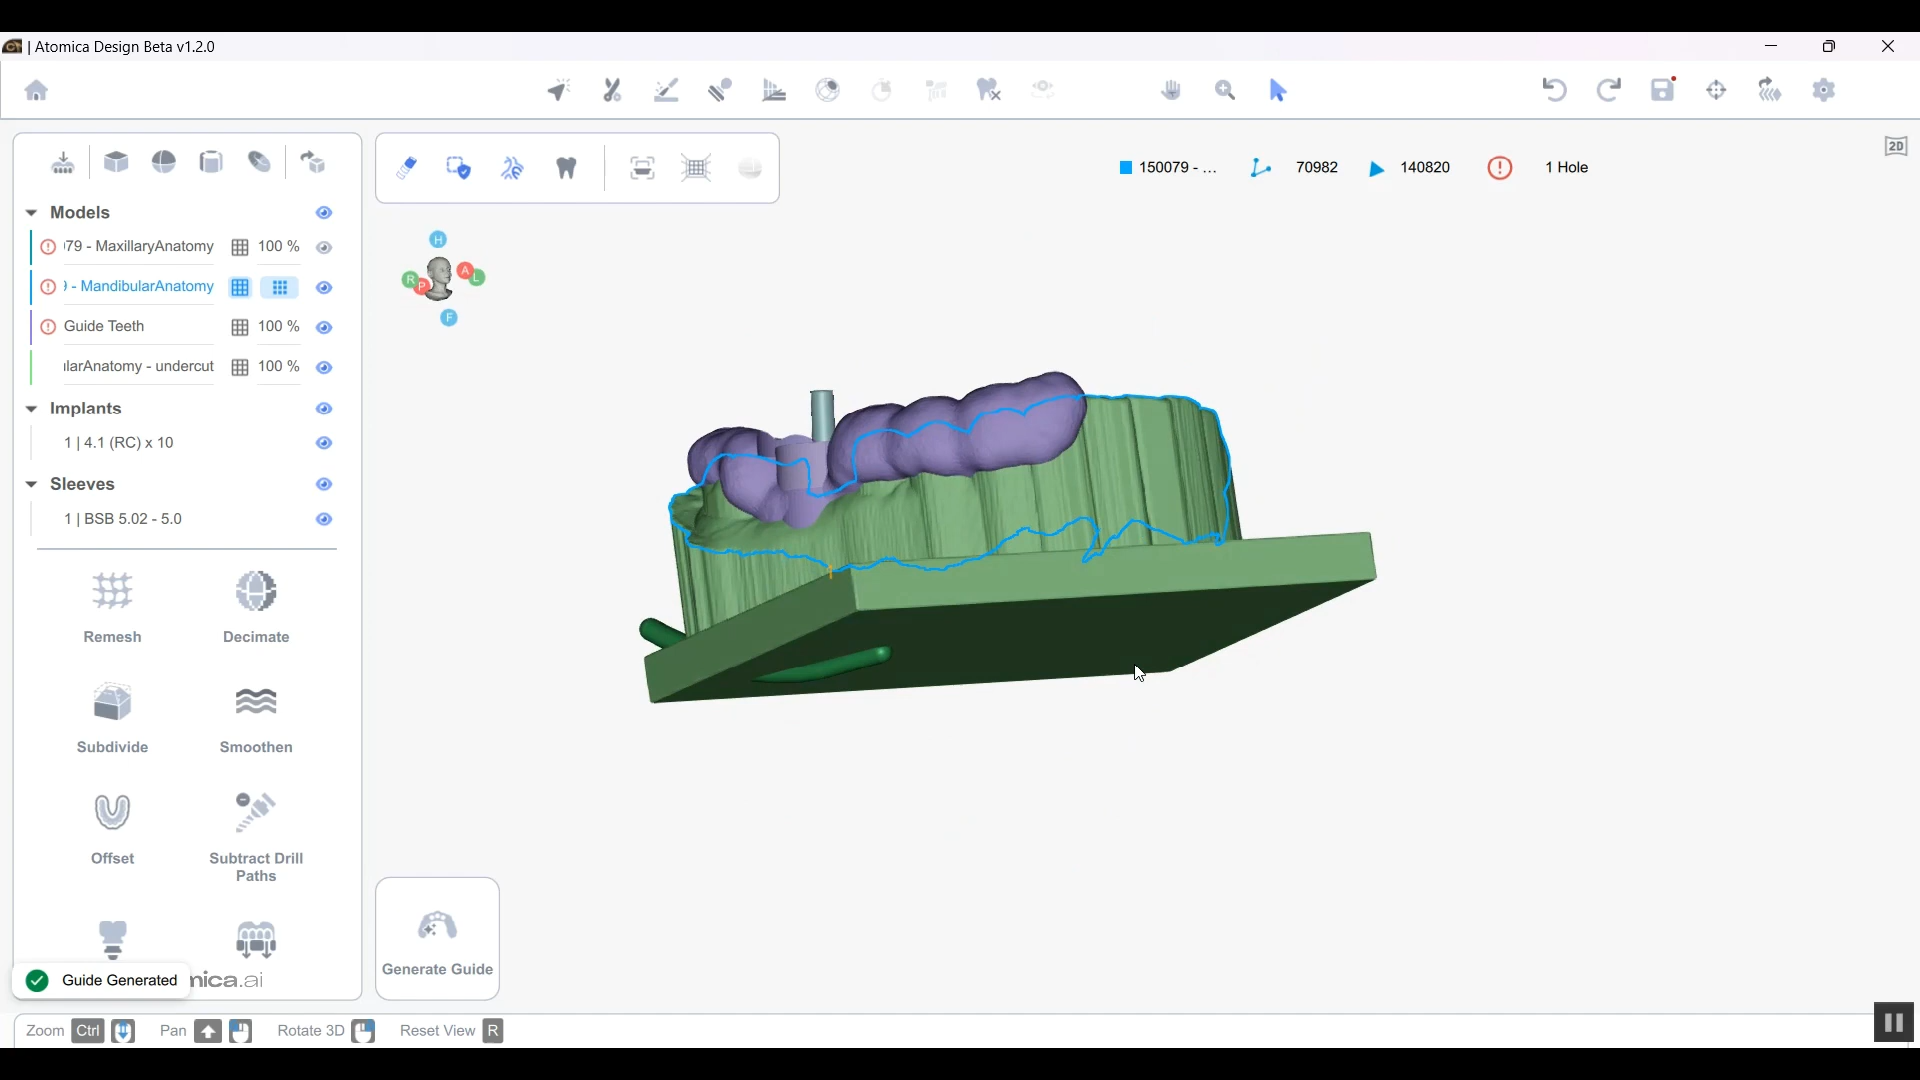 | Atomica Design Beta v1.2.0
2D
150079 - ...
70982
140820
1 Hole
Models
'79 - MaxillaryAnatomy
100 %
) - MandibularAnatomy
Guide Teeth
100 %
ılarAnatomy - undercut
100 %
Implants
1 | 4.1 (RC) x 10
Sleeves
1 | BSB 5.02 - 5.0
H
R
P
A
L
F
Remesh
Decimate
Subdivide
Smoothen
Offset
Subtract Drill
Paths
Generate Guide
Guide Generated
mica.ai
Zoom Ctrl
Pan
Rotate 3D
Reset View R